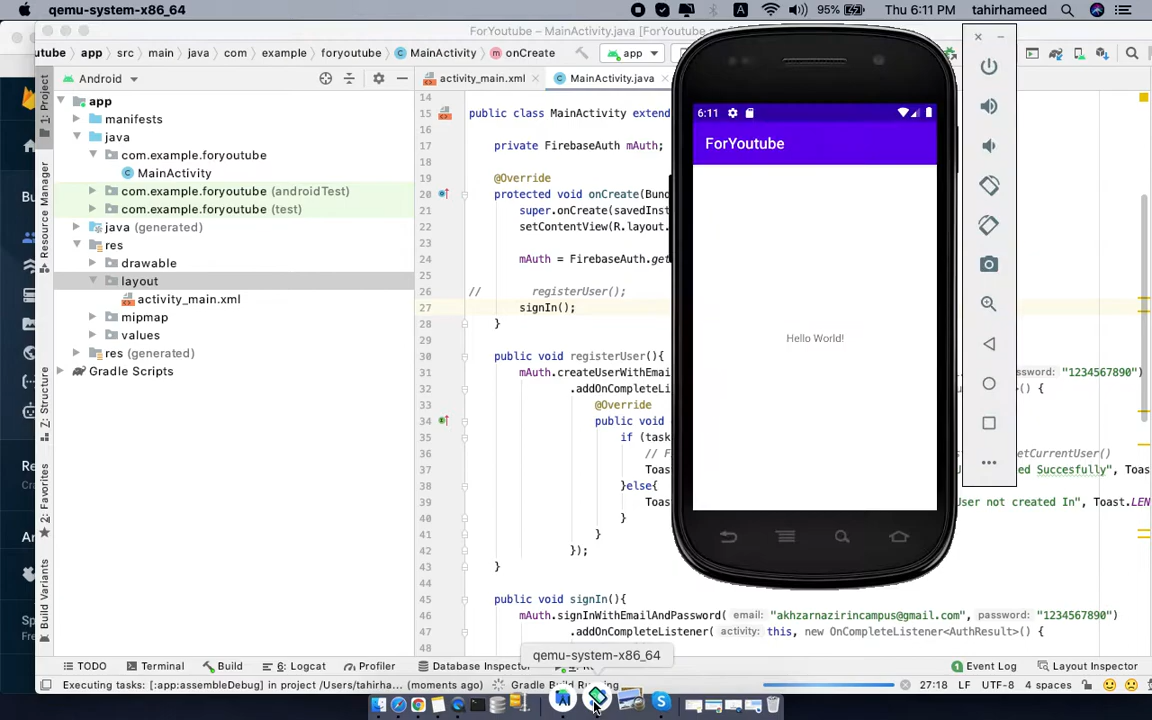 qemu-system-x86_64
A
95%
Thu 6:11 PM
tahirhameed
ForYoutube – MainActivity.java [ForYoutube
utube
app
src
main
java
com
example
foryoutube
MainActivity
onCreate
app
Android
activity_main.xml
MainActivity.java
1: Project
Resource Manager
7: Structure
2: Favorites
Build Variants
app
manifests
java
com.example.foryoutube
MainActivity
com.example.foryoutube (androidTest)
com.example.foryoutube (test)
java (generated)
res
drawable
layout
activity_main.xml
mipmap
values
res (generated)
Gradle Scripts
14
15 public class MainActivity extend
16
17 private FirebaseAuth mAuth;
18
19 @Override
20 protected void onCreate(Bund
21 super.onCreate(savedInst
22 setContentView(R.layout.
23
24 mAuth = FirebaseAuth.get
25
26 // registerUser();
27 signIn();
28 }
29
30 public void registerUser(){
31 mAuth.createUserWithEmai password: "1234567890")
32 .addOnCompleteLis () {
33 @Override
34 public void
35 if (task
36 // F etCurrentUser()
37 Toas ed Succesfully", Toas
38 }else{
39 Toas User not created In", Toast.LEN
40 }
41 }
42 });
43 }
44
45 public void signIn(){
46 mAuth.signInWithEmailAndPassword( email: "akhzarnazirincampus@gmail.com", password: "1234567890")
47 .addOnCompleteListener( activity: this, new OnCompleteListener<AuthResult>() {
48
6:11
ForYoutube
Hello World!
qemu-system-x86_64
TODO
Terminal
Build
6: Logcat
Profiler
Database Inspector
Event Log
Layout Inspector
Executing tasks: [:app:assembleDebug] in project /Users/tahirha... (moments ago)
Gradle Build Running
27:18
LF
UTF-8
4 spaces